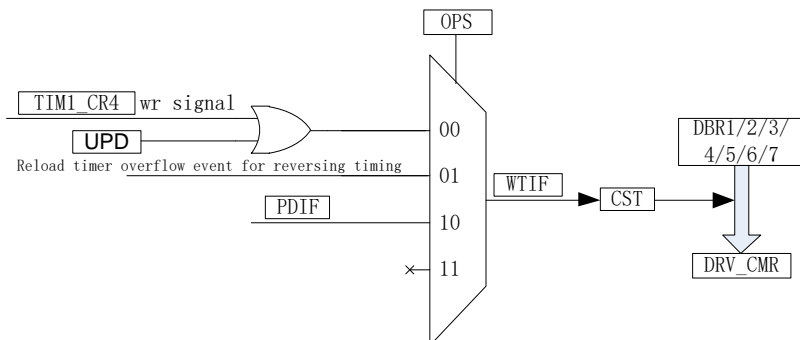 OPS
TIM1_CR4 wr signal
UPD
00
DBR1/2/3/
4/5/6/7
Reload timer overflow event for reversing timing
01
WTIF
CST
PDIF
10
11
DRV_CMR